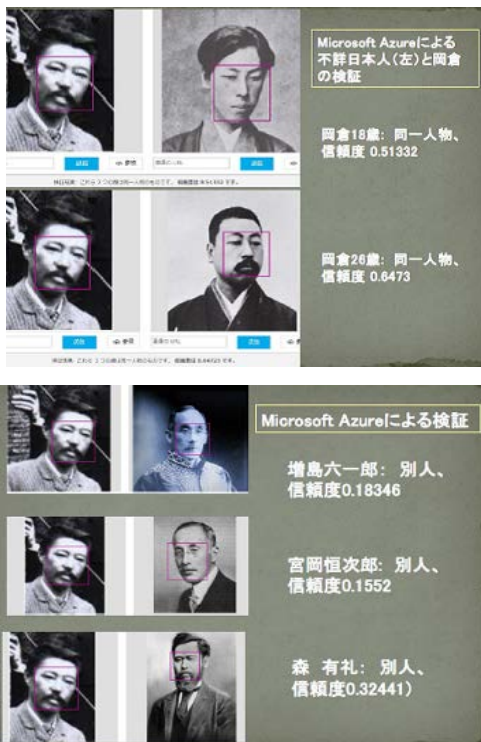 Microsoft Azureによる
不詳日本人(左)と岡倉
の検証
岡倉18歳: 同一人物、
信頼度 0.51332
岡倉26歳: 同一人物、
信頼度 0.6473
Microsoft Azureによる検証
増島六一郎: 別人、
信頼度0.18346
宮岡恒次郎: 別人、
信頼度0.1552
森 有礼: 別人、
信頼度0.32441)